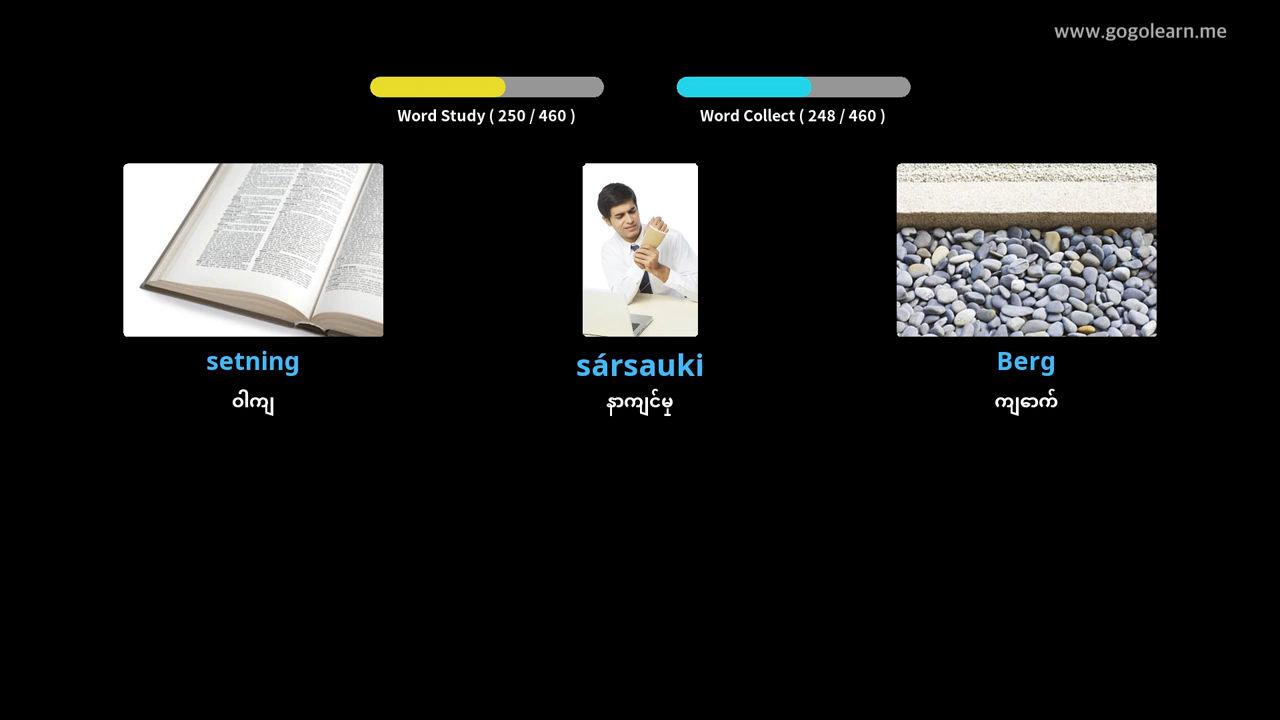 www.gogolearn.me
Word Study ( 250 / 460 )
Word Collect ( 248 / 460 )
setning
sársauki
Berg
ဝါကျ
နာကျင်မှု
ကျောက်